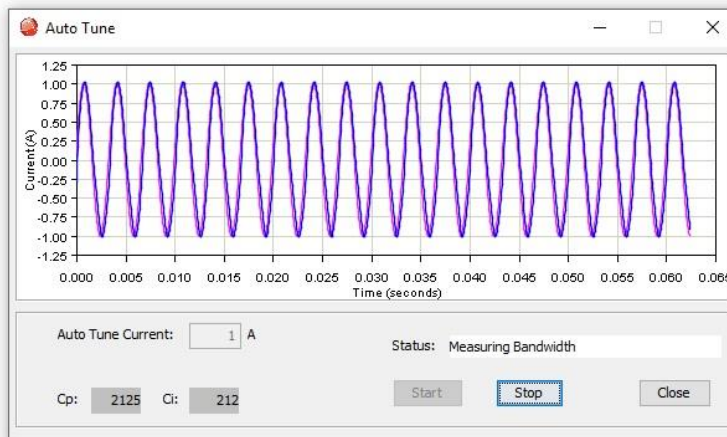 Auto Tune
1.25
1.00
0.75
0.50
0.25
0.00
-0.25
-0.50
-0.75
-1.00
-1.25
Current(A)
0.000 0.005 0.010 0.015 0.020 0.025 0.030 0.035 0.040 0.045 0.050 0.055 0.060 0.065
Time (seconds)
Auto Tune Current: 1 A
Status: Measuring Bandwidth
Cp: 2125 Ci: 212
Start Stop Close